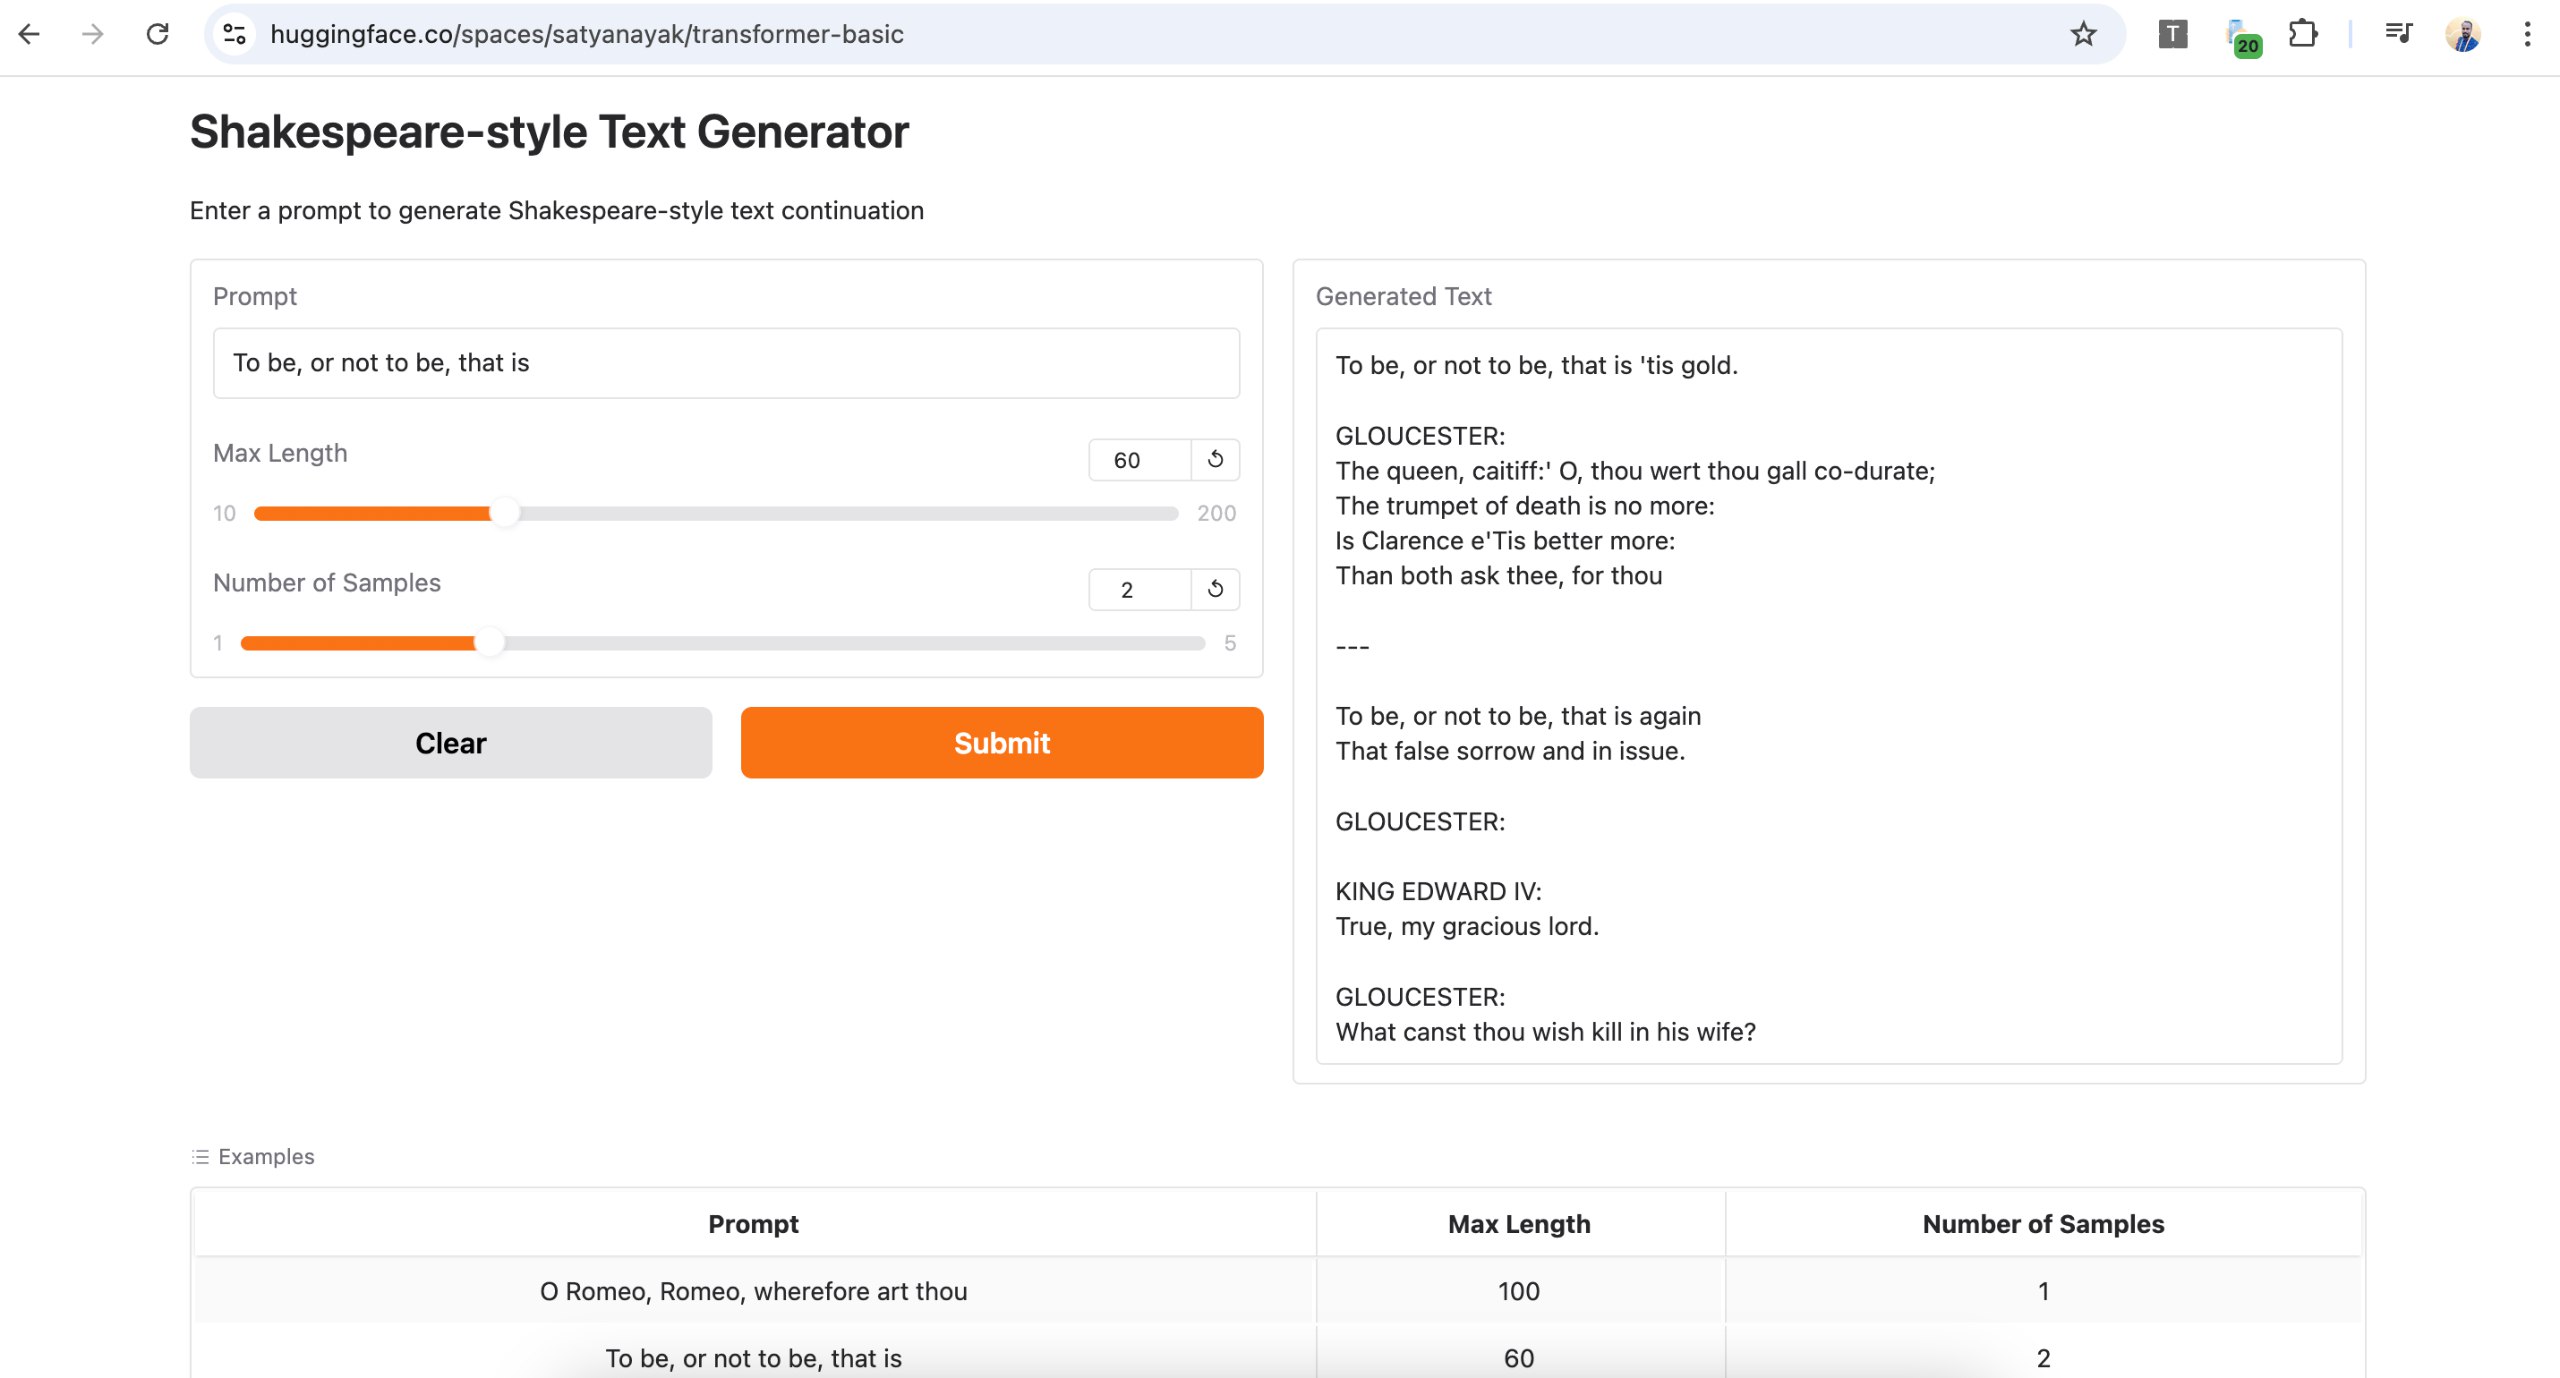 huggingface.co/spaces/satyanayak/transformer-basic
T
20
Shakespeare-style Text Generator
Enter a prompt to generate Shakespeare-style text continuation
Prompt
To be, or not to be, that is
Max Length
60
10
200
Number of Samples
2
1
5
Clear
Submit
Generated Text
To be, or not to be, that is 'tis gold.
GLOUCESTER:
The queen, caitiff:' O, thou wert thou gall co-durate;
The trumpet of death is no more:
Is Clarence e'Tis better more:
Than both ask thee, for thou
---
To be, or not to be, that is again
That false sorrow and in issue.
GLOUCESTER:
KING EDWARD IV:
True, my gracious lord.
GLOUCESTER:
What canst thou wish kill in his wife?
Examples
Prompt Max Length Number of Samples
O Romeo, Romeo, wherefore art thou 100 1
To be, or not to be, that is 60 2